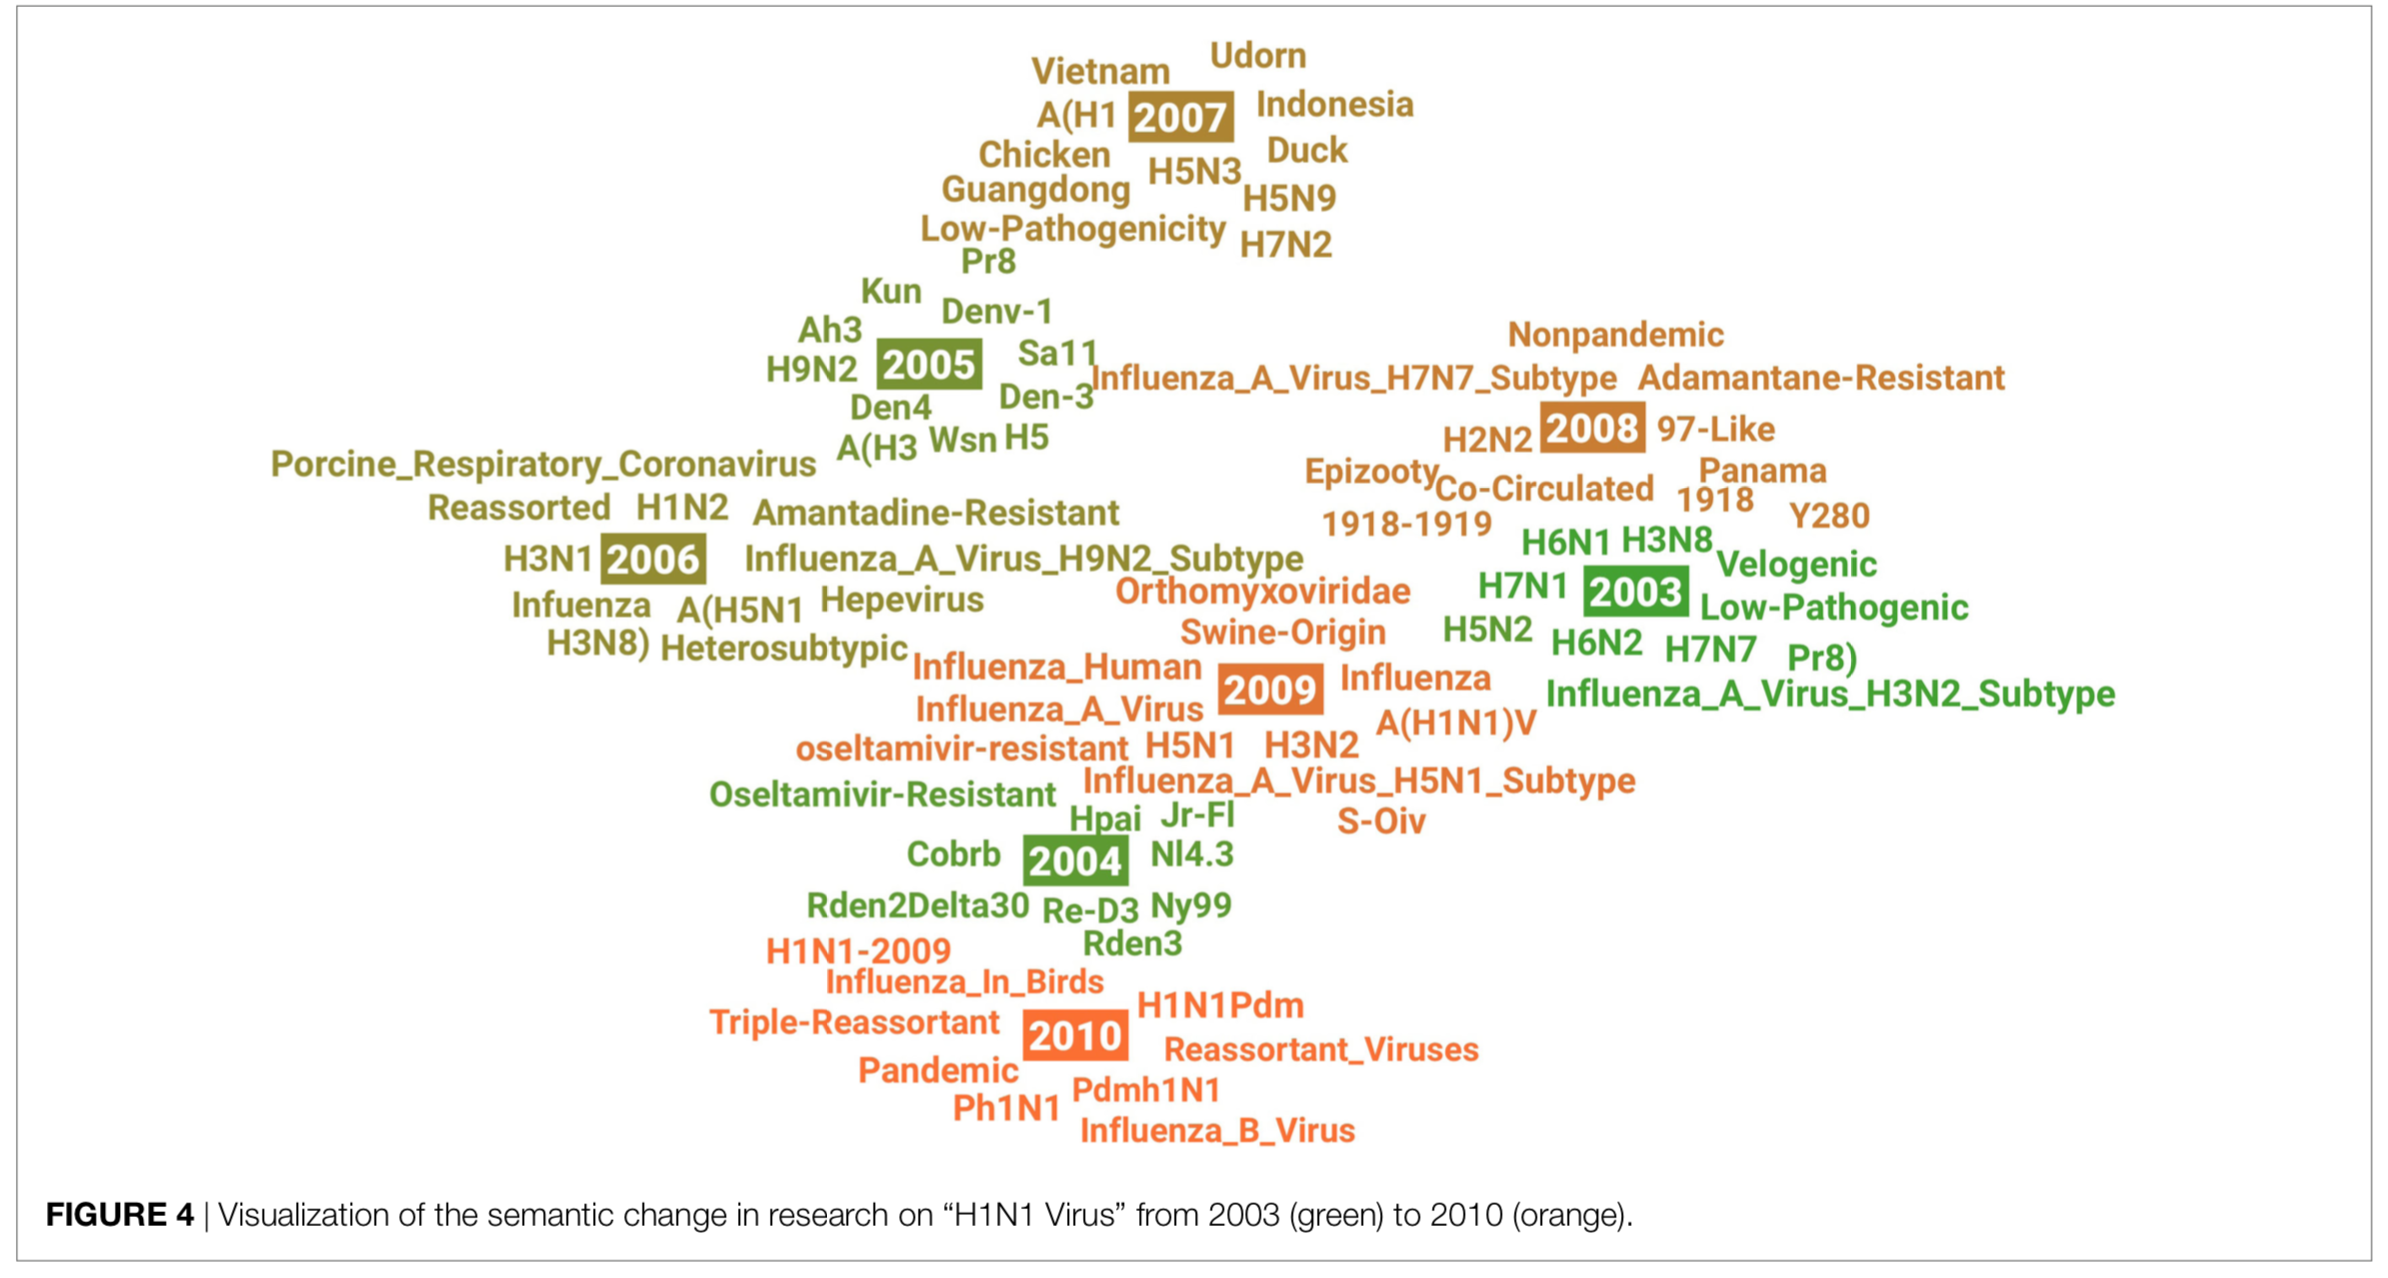 Udorn
Vietnam
A(H1 2007 Indonesia
Chicken H5N3 Duck
Guangdong H5N9
Low-Pathogenicity H7N2
Pr8
Kun Denv-1
Ah3
H9N2 2005 Sa11
Den4 Den-3
A(H3 Wsn H5
Nonpandemic
Influenza_A_Virus_H7N7_Subtype Adamantane-Resistant
H2N2 2008 97-Like
Epizooty Co-Circulated Panama
1918-1919 1918 Y280
Porcine_Respiratory_Coronavirus
Reassorted H1N2 Amantadine-Resistant
H3N1 2006 Influenza_A_Virus_H9N2_Subtype
Infuenza A(H5N1 Hepevirus
H3N8) Heterosubtypic
H6N1 H3N8 Velogenic
H7N1 2003 Low-Pathogenic
H5N2 H6N2 H7N7 Pr8)
Influenza_A_Virus_H3N2_Subtype
Orthomyxoviridae
Swine-Origin
Influenza_Human 2009 Influenza
Influenza_A_Virus A(H1N1)V
oseltamivir-resistant H5N1 H3N2
Influenza_A_Virus_H5N1_Subtype
S-Oiv
Oseltamivir-Resistant Hpai Jr-Fl
Cobrb 2004 Nl4.3
Rden2Delta30 Re-D3 Ny99
Rden3
H1N1-2009
Influenza_In_Birds
Triple-Reassortant 2010 H1N1Pdm
Pandemic Reassortant_Viruses
Ph1N1 Pdmh1N1
Influenza_B_Virus
FIGURE 4 | Visualization of the semantic change in research on “H1N1 Virus” from 2003 (green) to 2010 (orange).